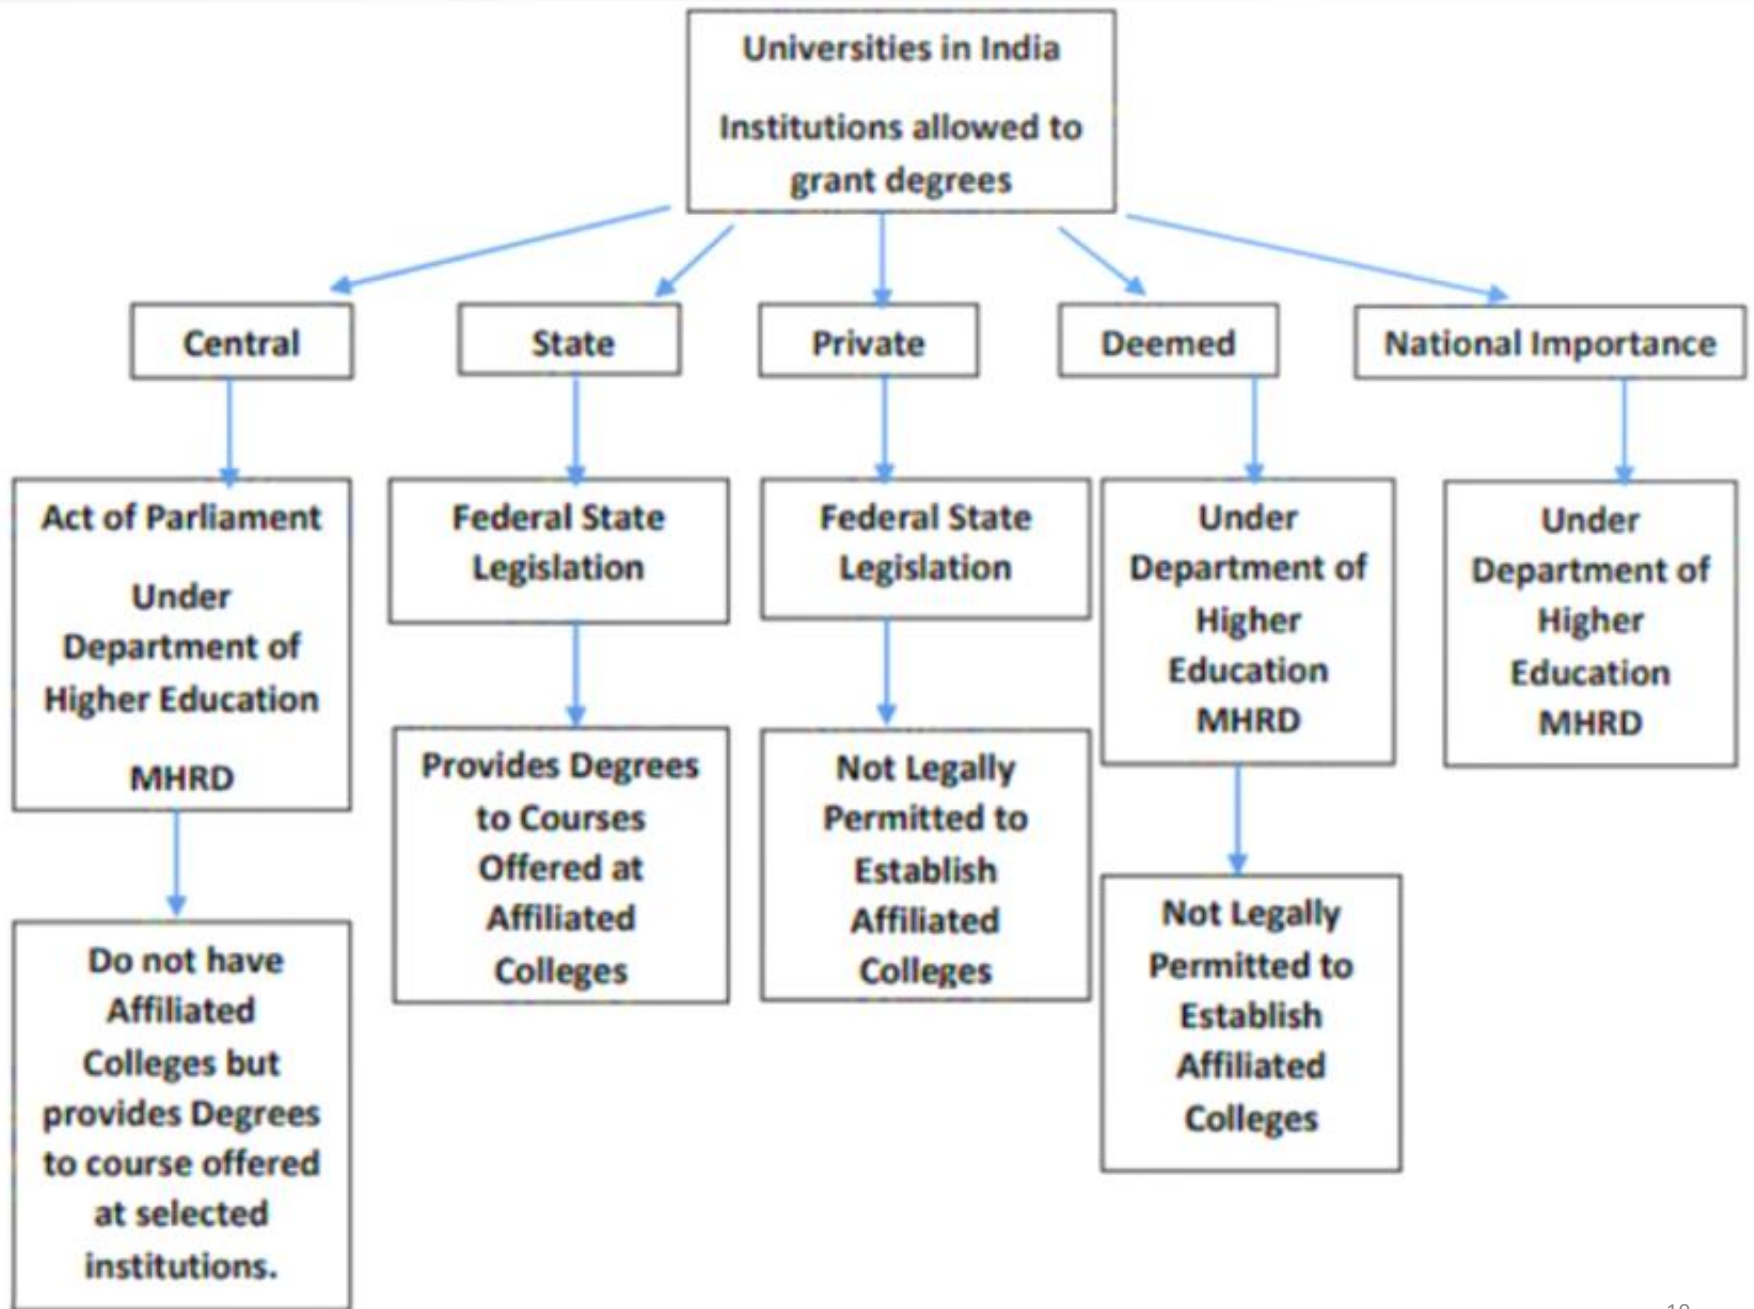 Universities in India
Institutions allowed to
grant degrees
Central
State
Private
Deemed
National Importance
Act of Parliament
Under
Department of
Higher Education
MHRD
Federal State
Legislation
Federal State
Legislation
Under
Department of
Higher
Education
MHRD
Under
Department of
Higher
Education
MHRD
Do not have
Affiliated
Colleges but
provides Degrees
to course offered
at selected
institutions.
Provides Degrees
to Courses
Offered at
Affiliated
Colleges
Not Legally
Permitted to
Establish
Affiliated
Colleges
Not Legally
Permitted to
Establish
Affiliated
Colleges